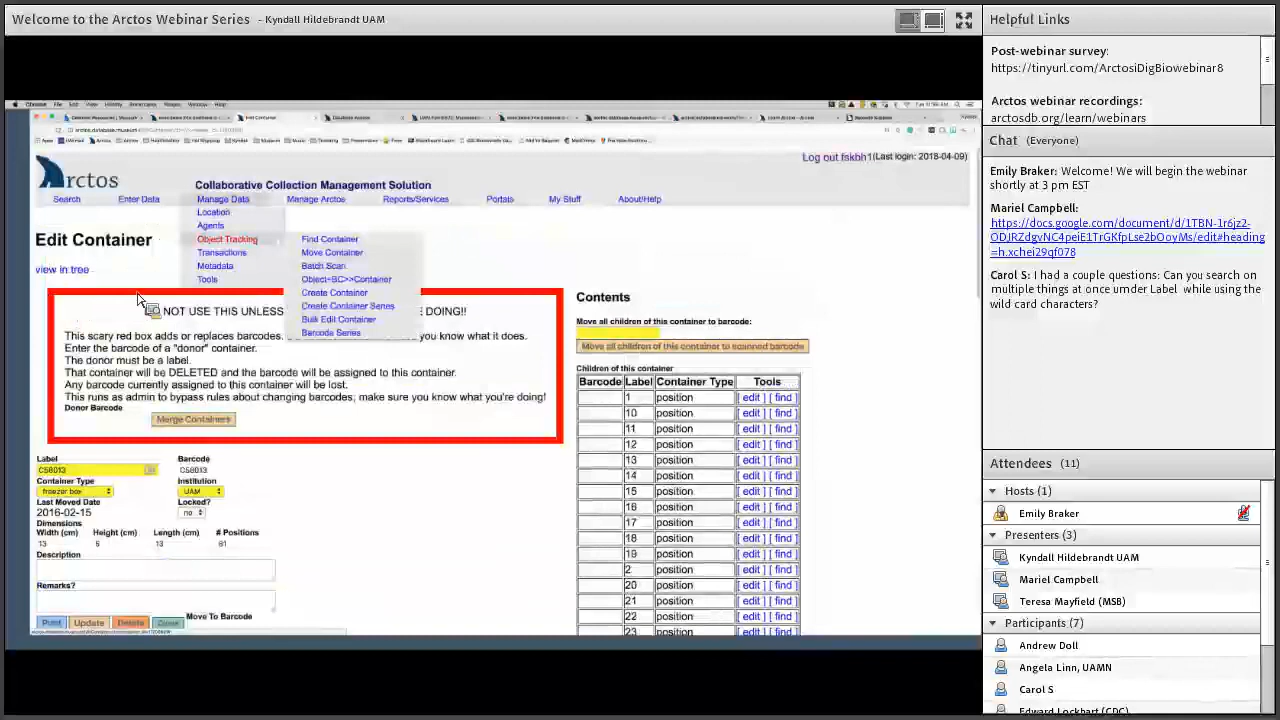 Welcome to the Arctos Webinar Series - Kyndall Hildebrandt UAM
Arctos
Log out fskbh1(Last login: 2018-04-09)
Collaborative Collection Management Solution
Search Enter Data Manage Data Manage Arctos Reports/Services Portals My Stuff About/Help
Location
Agents
Object Tracking
Transactions
Metadata
Tools
Find Container
Move Container
Batch Scan
Object+BC>>Container
Create Container
Create Container Series
Bulk Edit Container
Barcode Series
Edit Container
view in tree
NOT USE THIS UNLESS DOING!!
This scary red box adds or replaces barcodes. you know what it does.
Enter the barcode of a "donor" container.
The donor must be a label.
That container will be DELETED and the barcode will be assigned to this container.
Any barcode currently assigned to this container will be lost.
This runs as admin to bypass rules about changing barcodes; make sure you know what you're doing!
Donor Barcode
Merge Containers
Label Barcode
C58013 C58013
Container Type Institution
freezer box UAM
Last Moved Date Locked?
2016-02-15 no
Dimensions
Width (cm) Height (cm) Length (cm) # Positions
13 5 13 81
Description
Remarks?
Move To Barcode
Print Update Delete Clone
Contents
Move all children of this container to barcode:
Move all children of this container to scanned barcode
Children of this container
Barcode Label Container Type Tools
1 position [ edit ] [ find ]
10 position [ edit ] [ find ]
11 position [ edit ] [ find ]
12 position [ edit ] [ find ]
13 position [ edit ] [ find ]
14 position [ edit ] [ find ]
15 position [ edit ] [ find ]
16 position [ edit ] [ find ]
17 position [ edit ] [ find ]
18 position [ edit ] [ find ]
19 position [ edit ] [ find ]
2 position [ edit ] [ find ]
20 position [ edit ] [ find ]
21 position [ edit ] [ find ]
22 position [ edit ] [ find ]
23 position [ edit ] [ find ]
Helpful Links
Post-webinar survey:
https://tinyurl.com/ArctosiDigBiowebinar8
Arctos webinar recordings:
arctosdb.org/learn/webinars
Chat (Everyone)
Emily Braker: Welcome! We will begin the webinar
shortly at 3 pm EST
Mariel Campbell:
https://docs.google.com/document/d/1TBN-1r6jz2-
ODJRZdgvNC4peiE1TrGKfpLse2bOoyMs/edit#heading
=h.xchei29qf078
Carol S: I had a couple questions: Can you search on
multiple things at once umder Label while using the
wild card characters?
Attendees (11)
Hosts (1)
Emily Braker
Presenters (3)
Kyndall Hildebrandt UAM
Mariel Campbell
Teresa Mayfield (MSB)
Participants (7)
Andrew Doll
Angela Linn, UAMN
Carol S
Edward Lockhart (CDC)